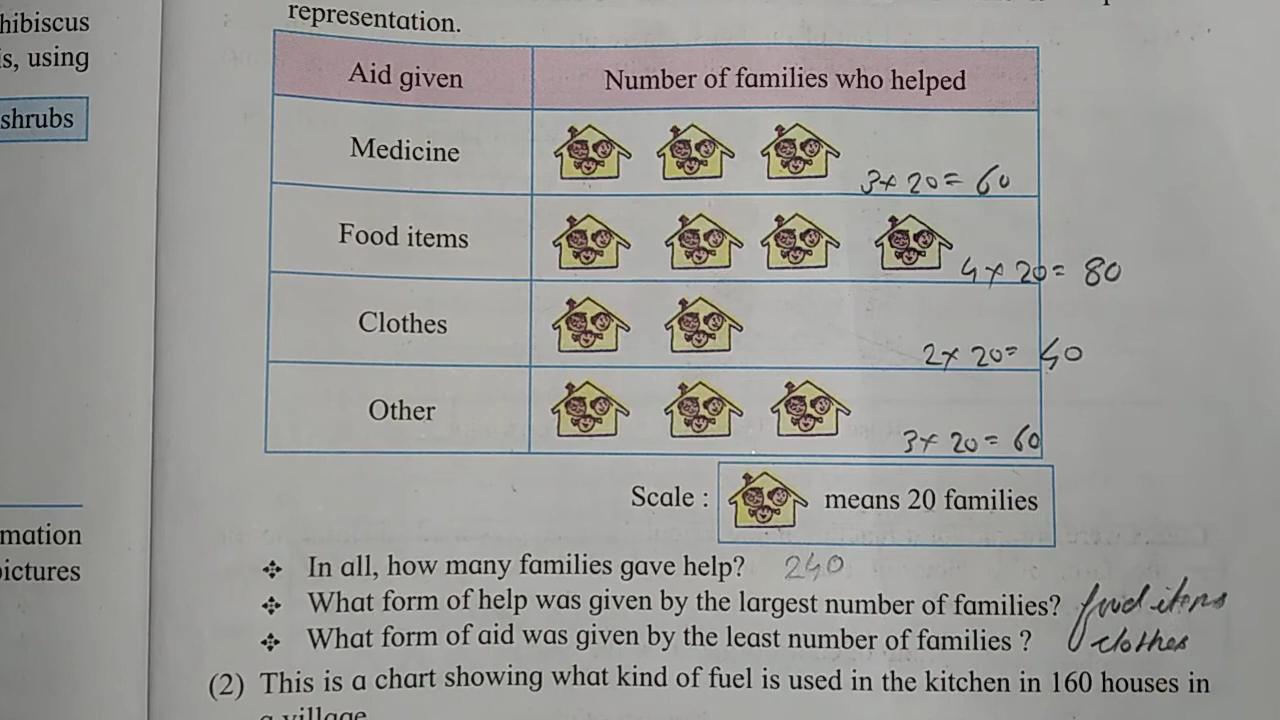 hibiscus
s, using
shrubs
mation
ictures
representation.
Aid given Number of families who helped
Medicine 3 x 20 = 60
Food items 4 x 20 = 80
Clothes 2 x 20= 40
Other 3 x 20 = 60
Scale : means 20 families
❖ In all, how many families gave help? 240
❖ What form of help was given by the largest number of families? food items
❖ What form of aid was given by the least number of families ? clothes
(2) This is a chart showing what kind of fuel is used in the kitchen in 160 houses in
a village